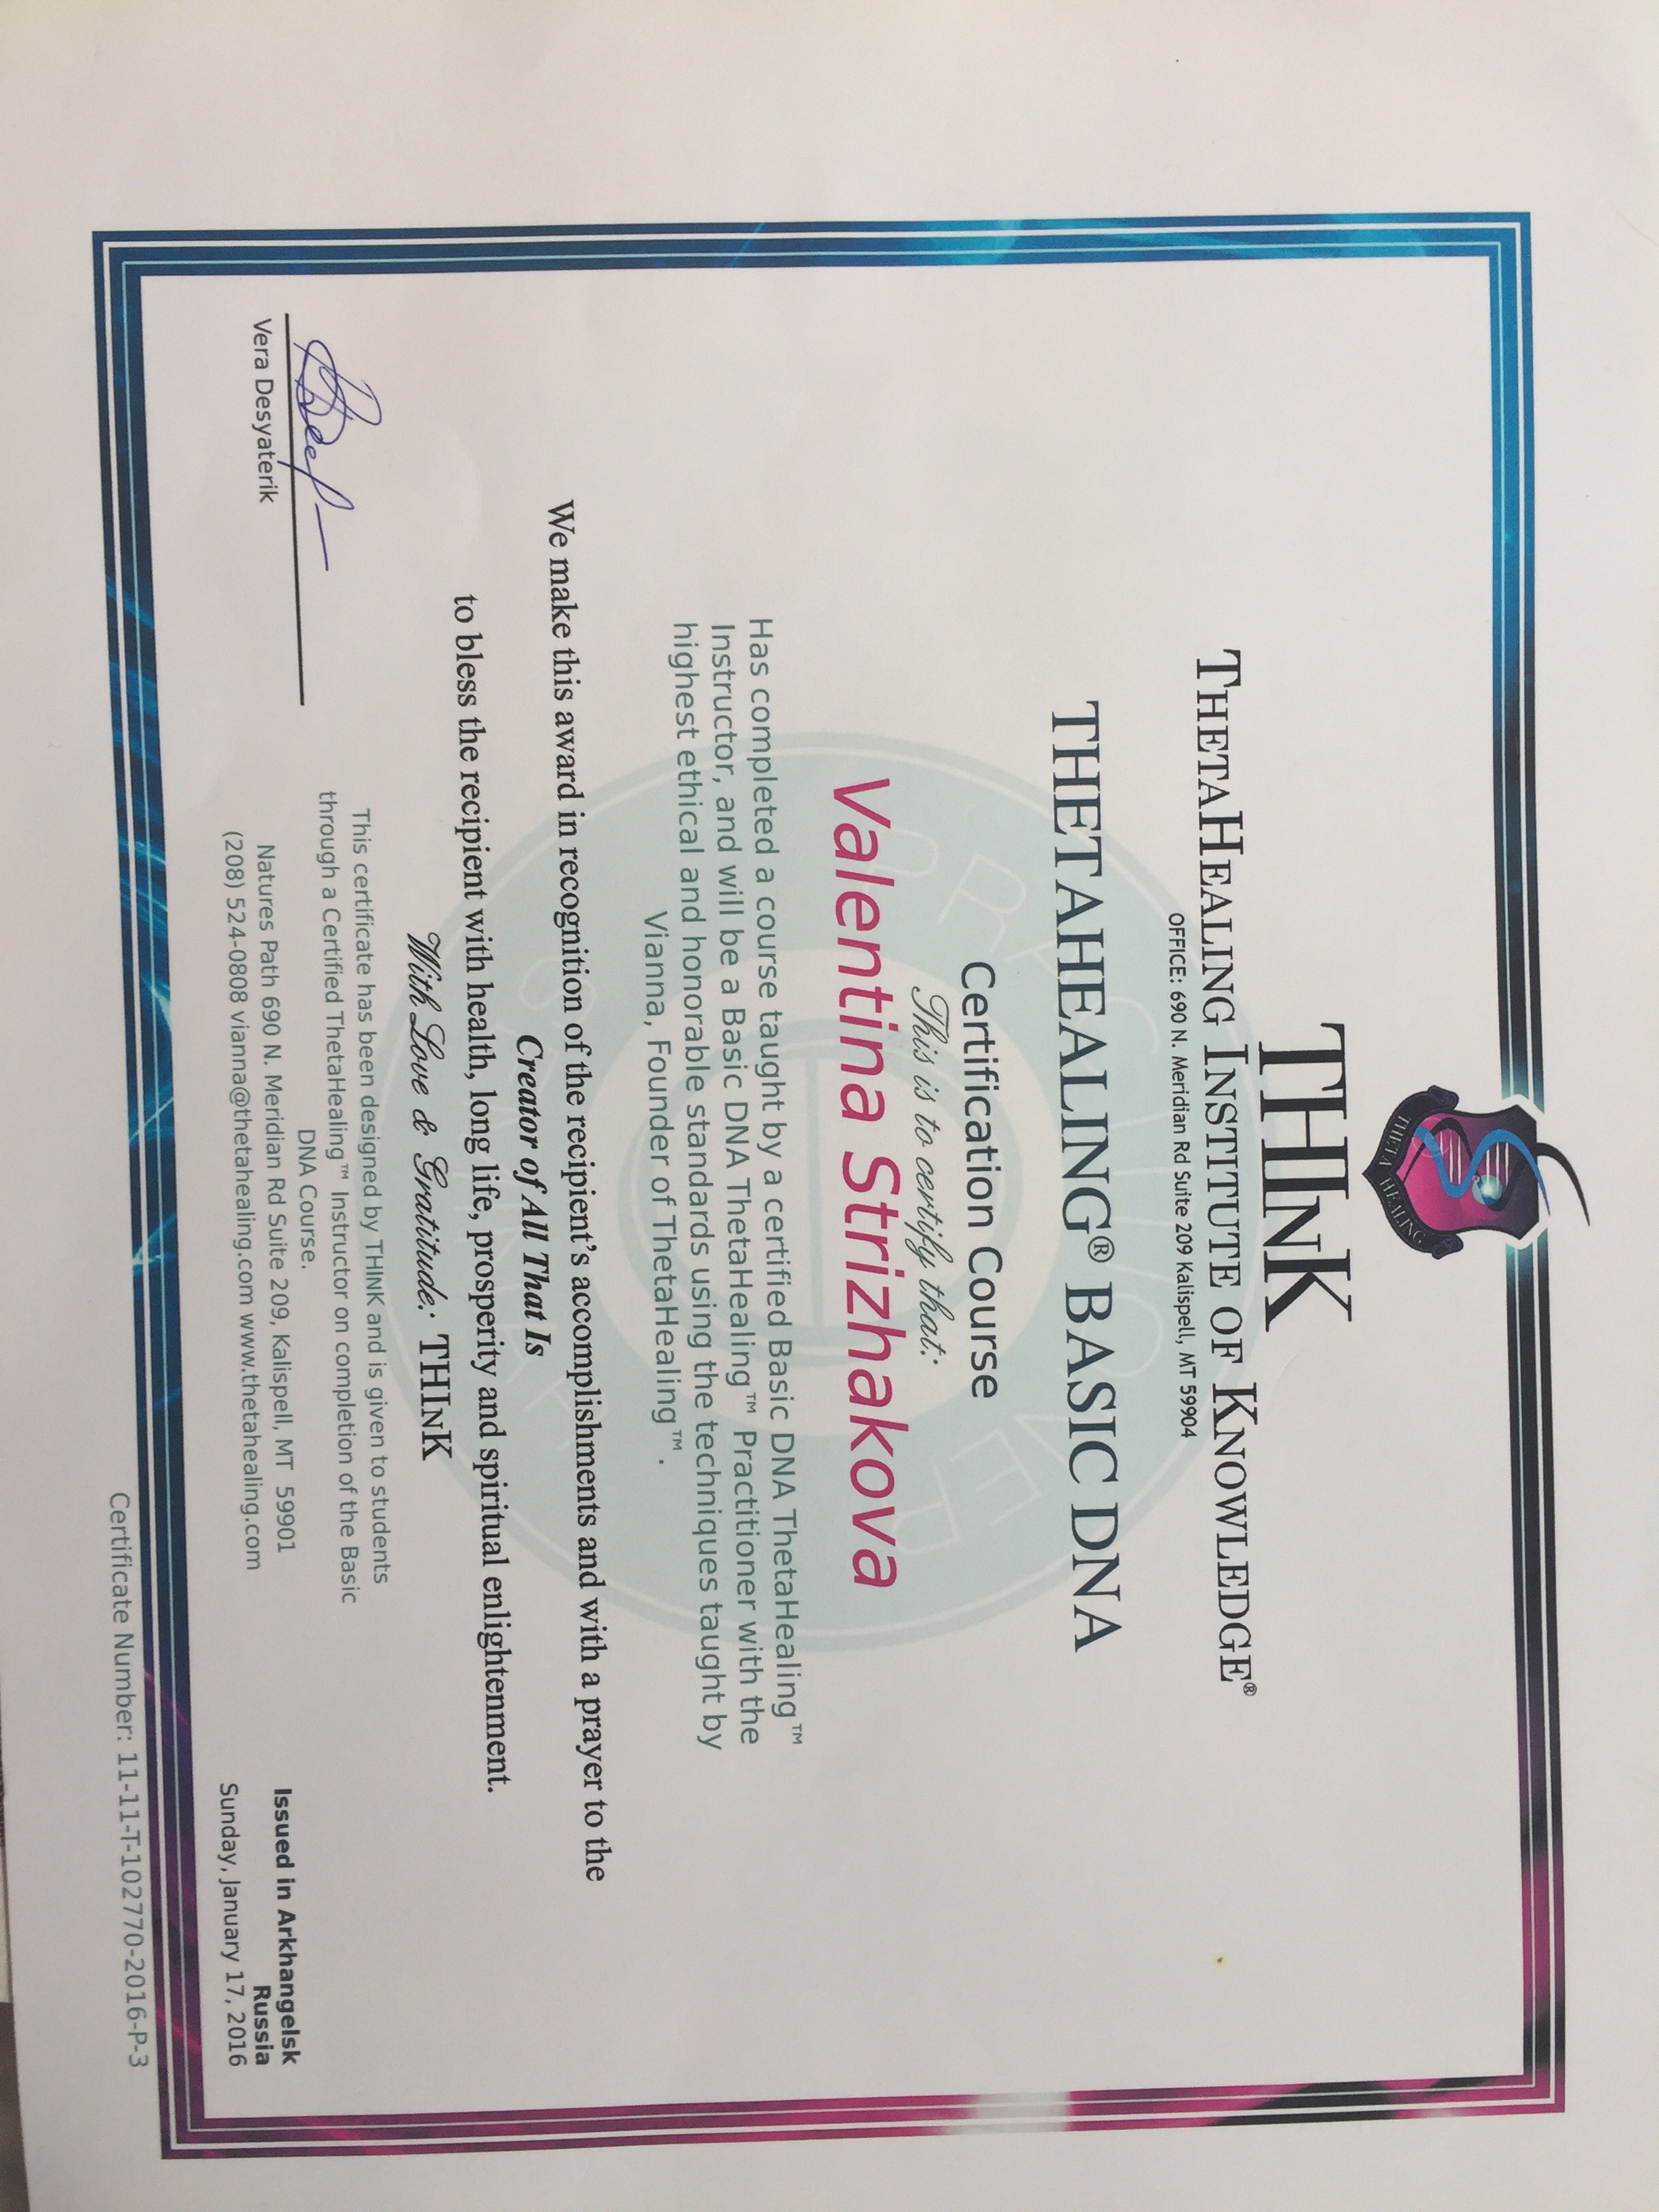 THETA HEALING
THINK
THETAHEALING INSTITUTE OF KNOWLEDGE®
OFFICE: 690 N. Meridian Rd Suite 209 Kalispell, MT 59904
THETAHEALING® BASIC DNA
Certification Course
This is to certify that:
Valentina Strizhakova
Has completed a course taught by a certified Basic DNA ThetaHealing™
Instructor, and will be a Basic DNA ThetaHealing™ Practitioner with the
highest ethical and honorable standards using the techniques taught by
Vianna, Founder of ThetaHealing™ .
We make this award in recognition of the recipient's accomplishments and with a prayer to the
Creator of All That Is
to bless the recipient with health, long life, prosperity and spiritual enlightenment.
With Love & Gratitude: THInK
This certificate has been designed by THInK and is given to students
through a Certified ThetaHealing™ Instructor on completion of the Basic
DNA Course.
Natures Path 690 N. Meridian Rd Suite 209, Kalispell, MT 59901
(208) 524-0808 vianna@thetahealing.com www.thetahealing.com
Vera Desyaterik
Issued in Arkhangelsk
Russia
Sunday, January 17, 2016
Certificate Number: 11-11-T-102770-2016-P-3